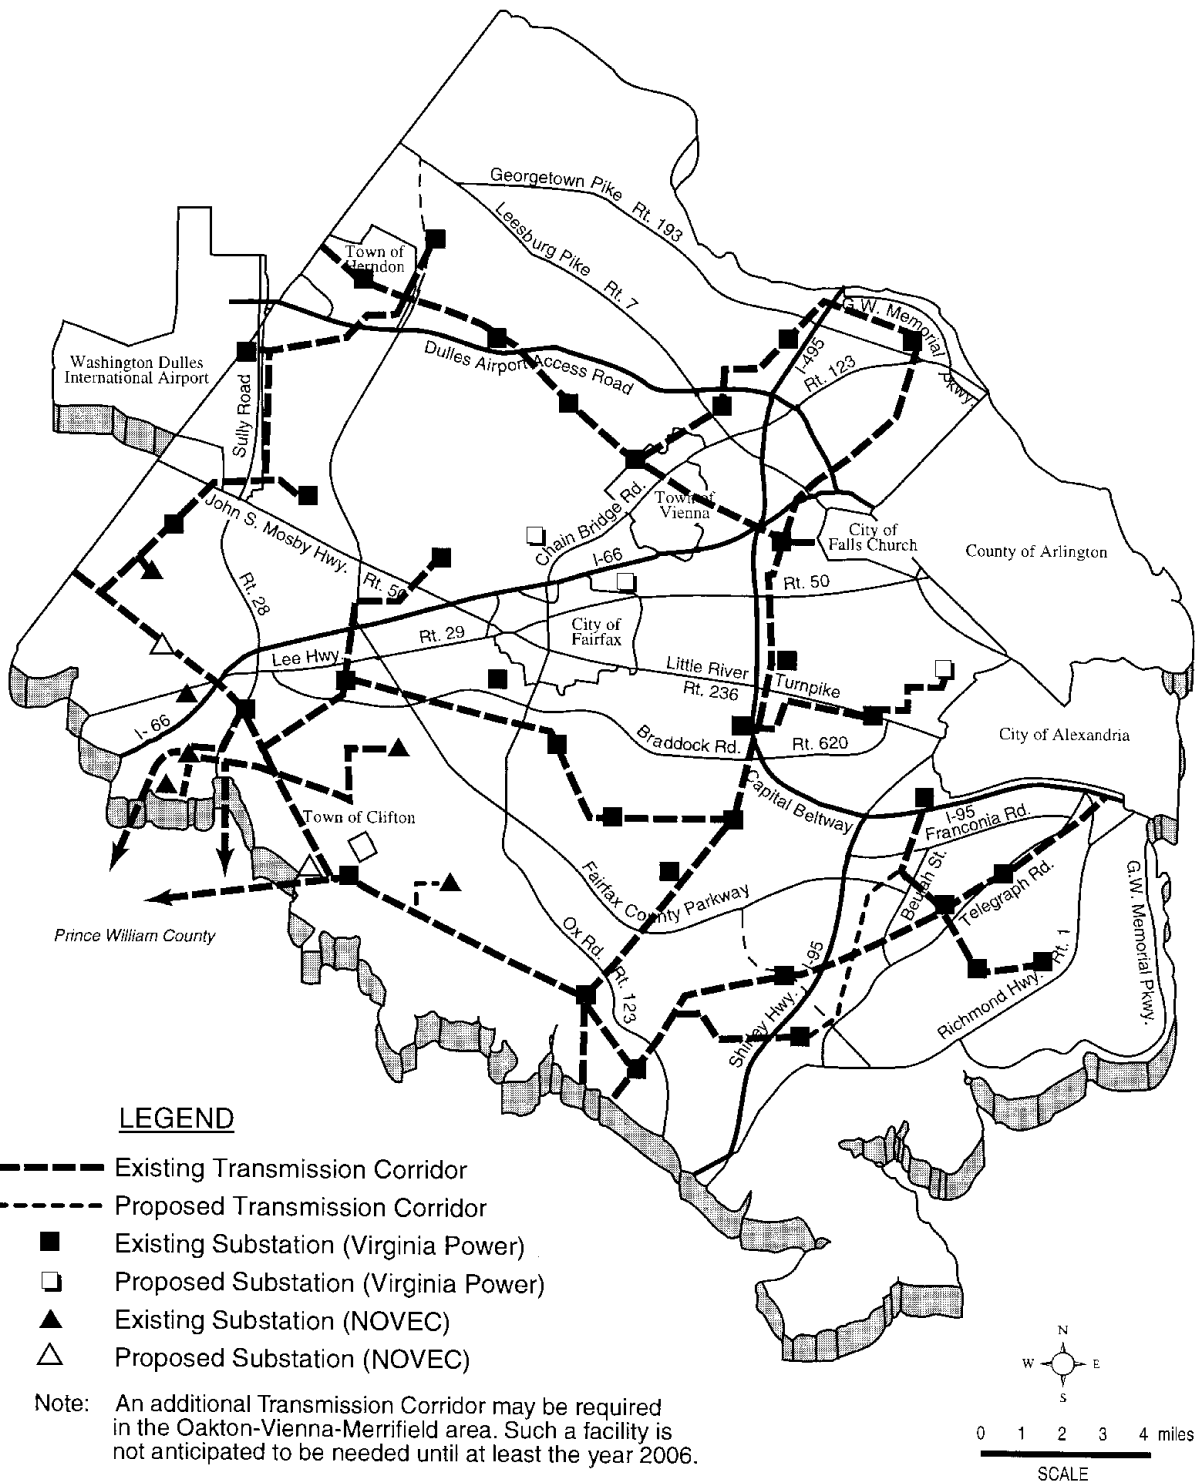 Georgetown Pike Rt. 193
Leesburg Pike Rt. 7
Town of
Herndon
G.W. Memorial Pkwy.
Washington Dulles
International Airport
Sully Road
Dulles Airport Access Road
I-495
Rt. 123
John S. Mosby Hwy. Rt. 50
Chain Bridge Rd.
Town of
Vienna
City of
Falls Church
County of Arlington
I-66
Rt. 50
Rt. 28
Lee Hwy.
Rt. 29
City of
Fairfax
Little River Turnpike
Rt. 236
I-66
Braddock Rd.
Rt. 620
City of Alexandria
Capital Beltway
Town of Clifton
I-95
Franconia Rd.
Beulah St.
Telegraph Rd.
Fairfax County Parkway
Ox Rd. Rt. 123
Prince William County
Shirley Hwy. I-95
Richmond Hwy. Rt. 1
G.W. Memorial Pkwy.
LEGEND
Existing Transmission Corridor
Proposed Transmission Corridor
Existing Substation (Virginia Power)
Proposed Substation (Virginia Power)
Existing Substation (NOVEC)
Proposed Substation (NOVEC)
Note: An additional Transmission Corridor may be required
in the Oakton-Vienna-Merrifield area. Such a facility is
not anticipated to be needed until at least the year 2006.
N
W E
S
0 1 2 3 4 miles
SCALE